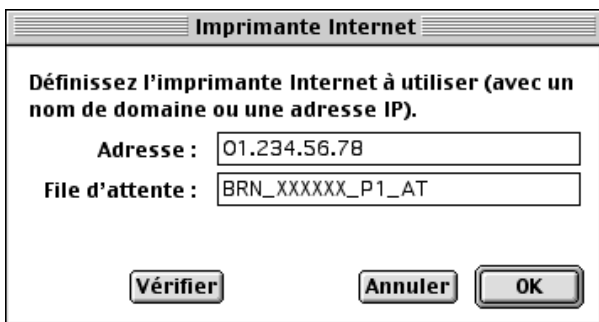 Imprimante Internet
Définissez l'imprimante Internet à utiliser (avec un
nom de domaine ou une adresse IP).
Adresse : 01.234.56.78
File d'attente : BRN_XXXXXX_P1_AT
Vérifier Annuler OK